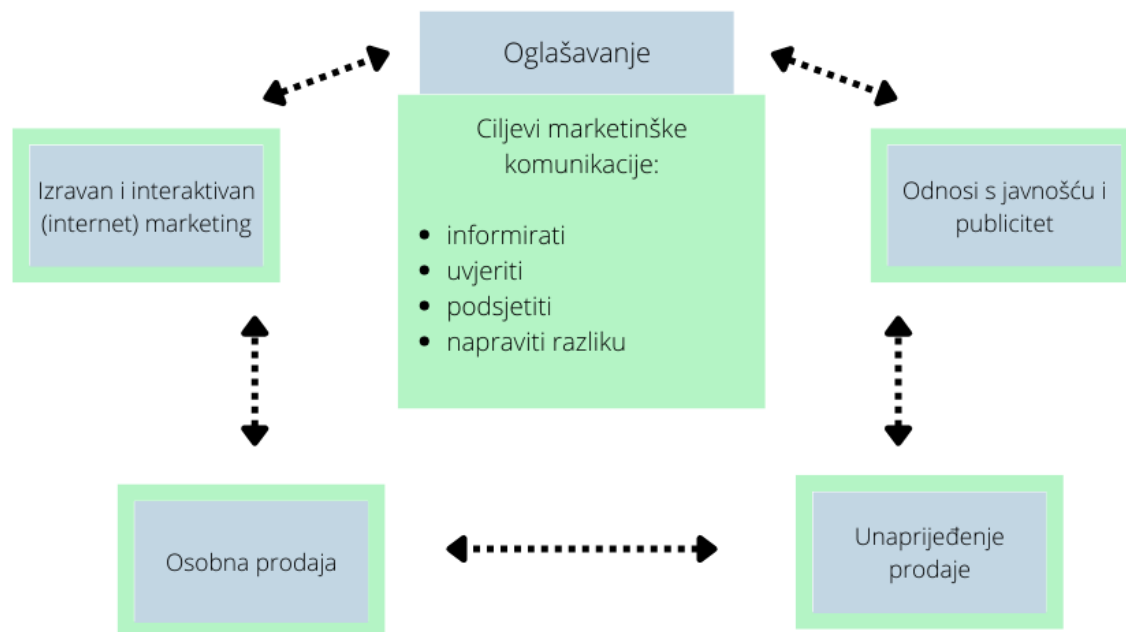 Oglašavanje
Ciljevi marketinške
komunikacije:
• informirati
• uvjeriti
• podsjetiti
• napraviti razliku
Izravan i interaktivan
(internet) marketing
Odnosi s javnošću i
publicitet
Osobna prodaja
Unaprijeđenje
prodaje